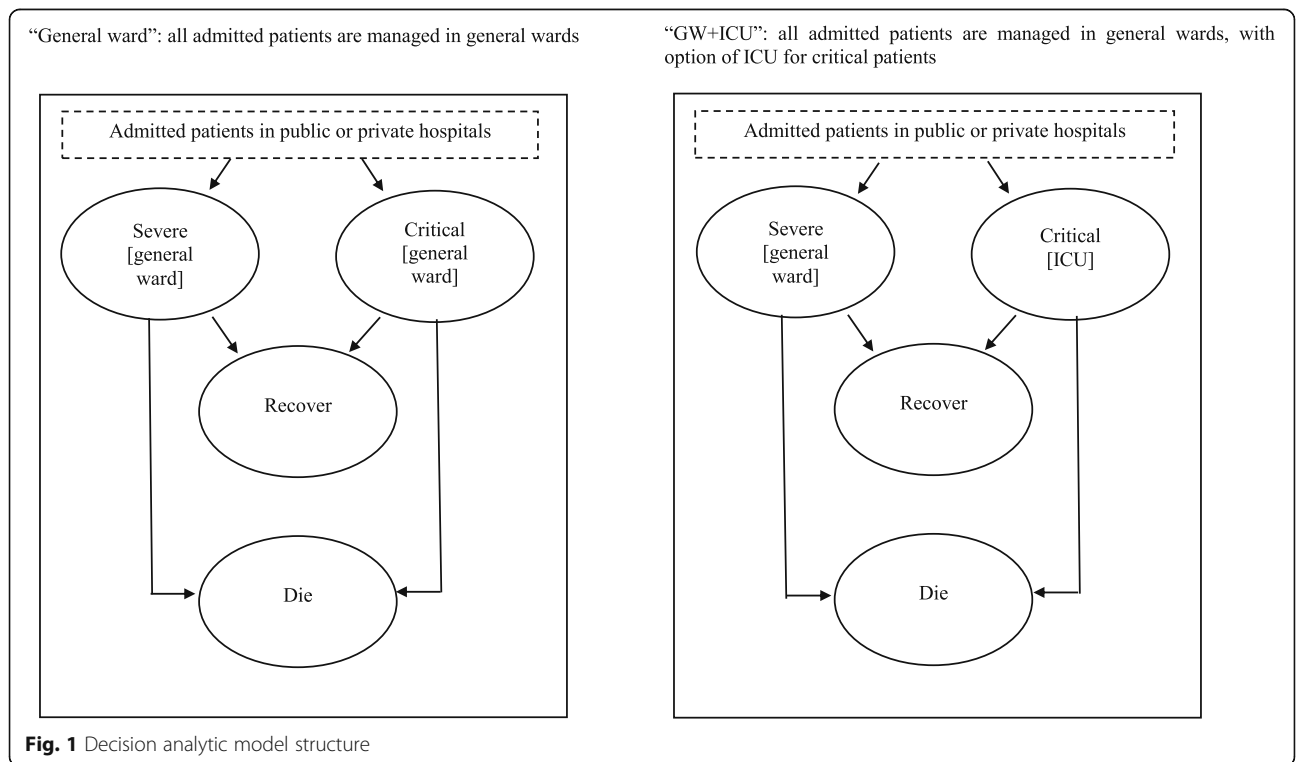 “General ward”: all admitted patients are managed in general wards
Admitted patients in public or private hospitals
Severe
[general
ward]
Critical
[general
ward]
Recover
Die
“GW+ICU”: all admitted patients are managed in general wards, with
option of ICU for critical patients
Admitted patients in public or private hospitals
Severe
[general
ward]
Critical
[ICU]
Recover
Die
Fig. 1 Decision analytic model structure